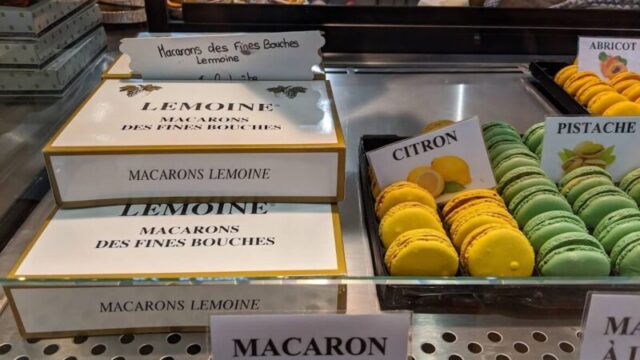 Macarons des Fines Bouches
Lemoine
LEMOINE
MACARONS
DES FINES BOUCHES
MACARONS LEMOINE
LEMOINE
MACARONS
DES FINES BOUCHES
MACARONS LEMOINE
CITRON
PISTACHE
ABRICOT
MACARON
MA
À